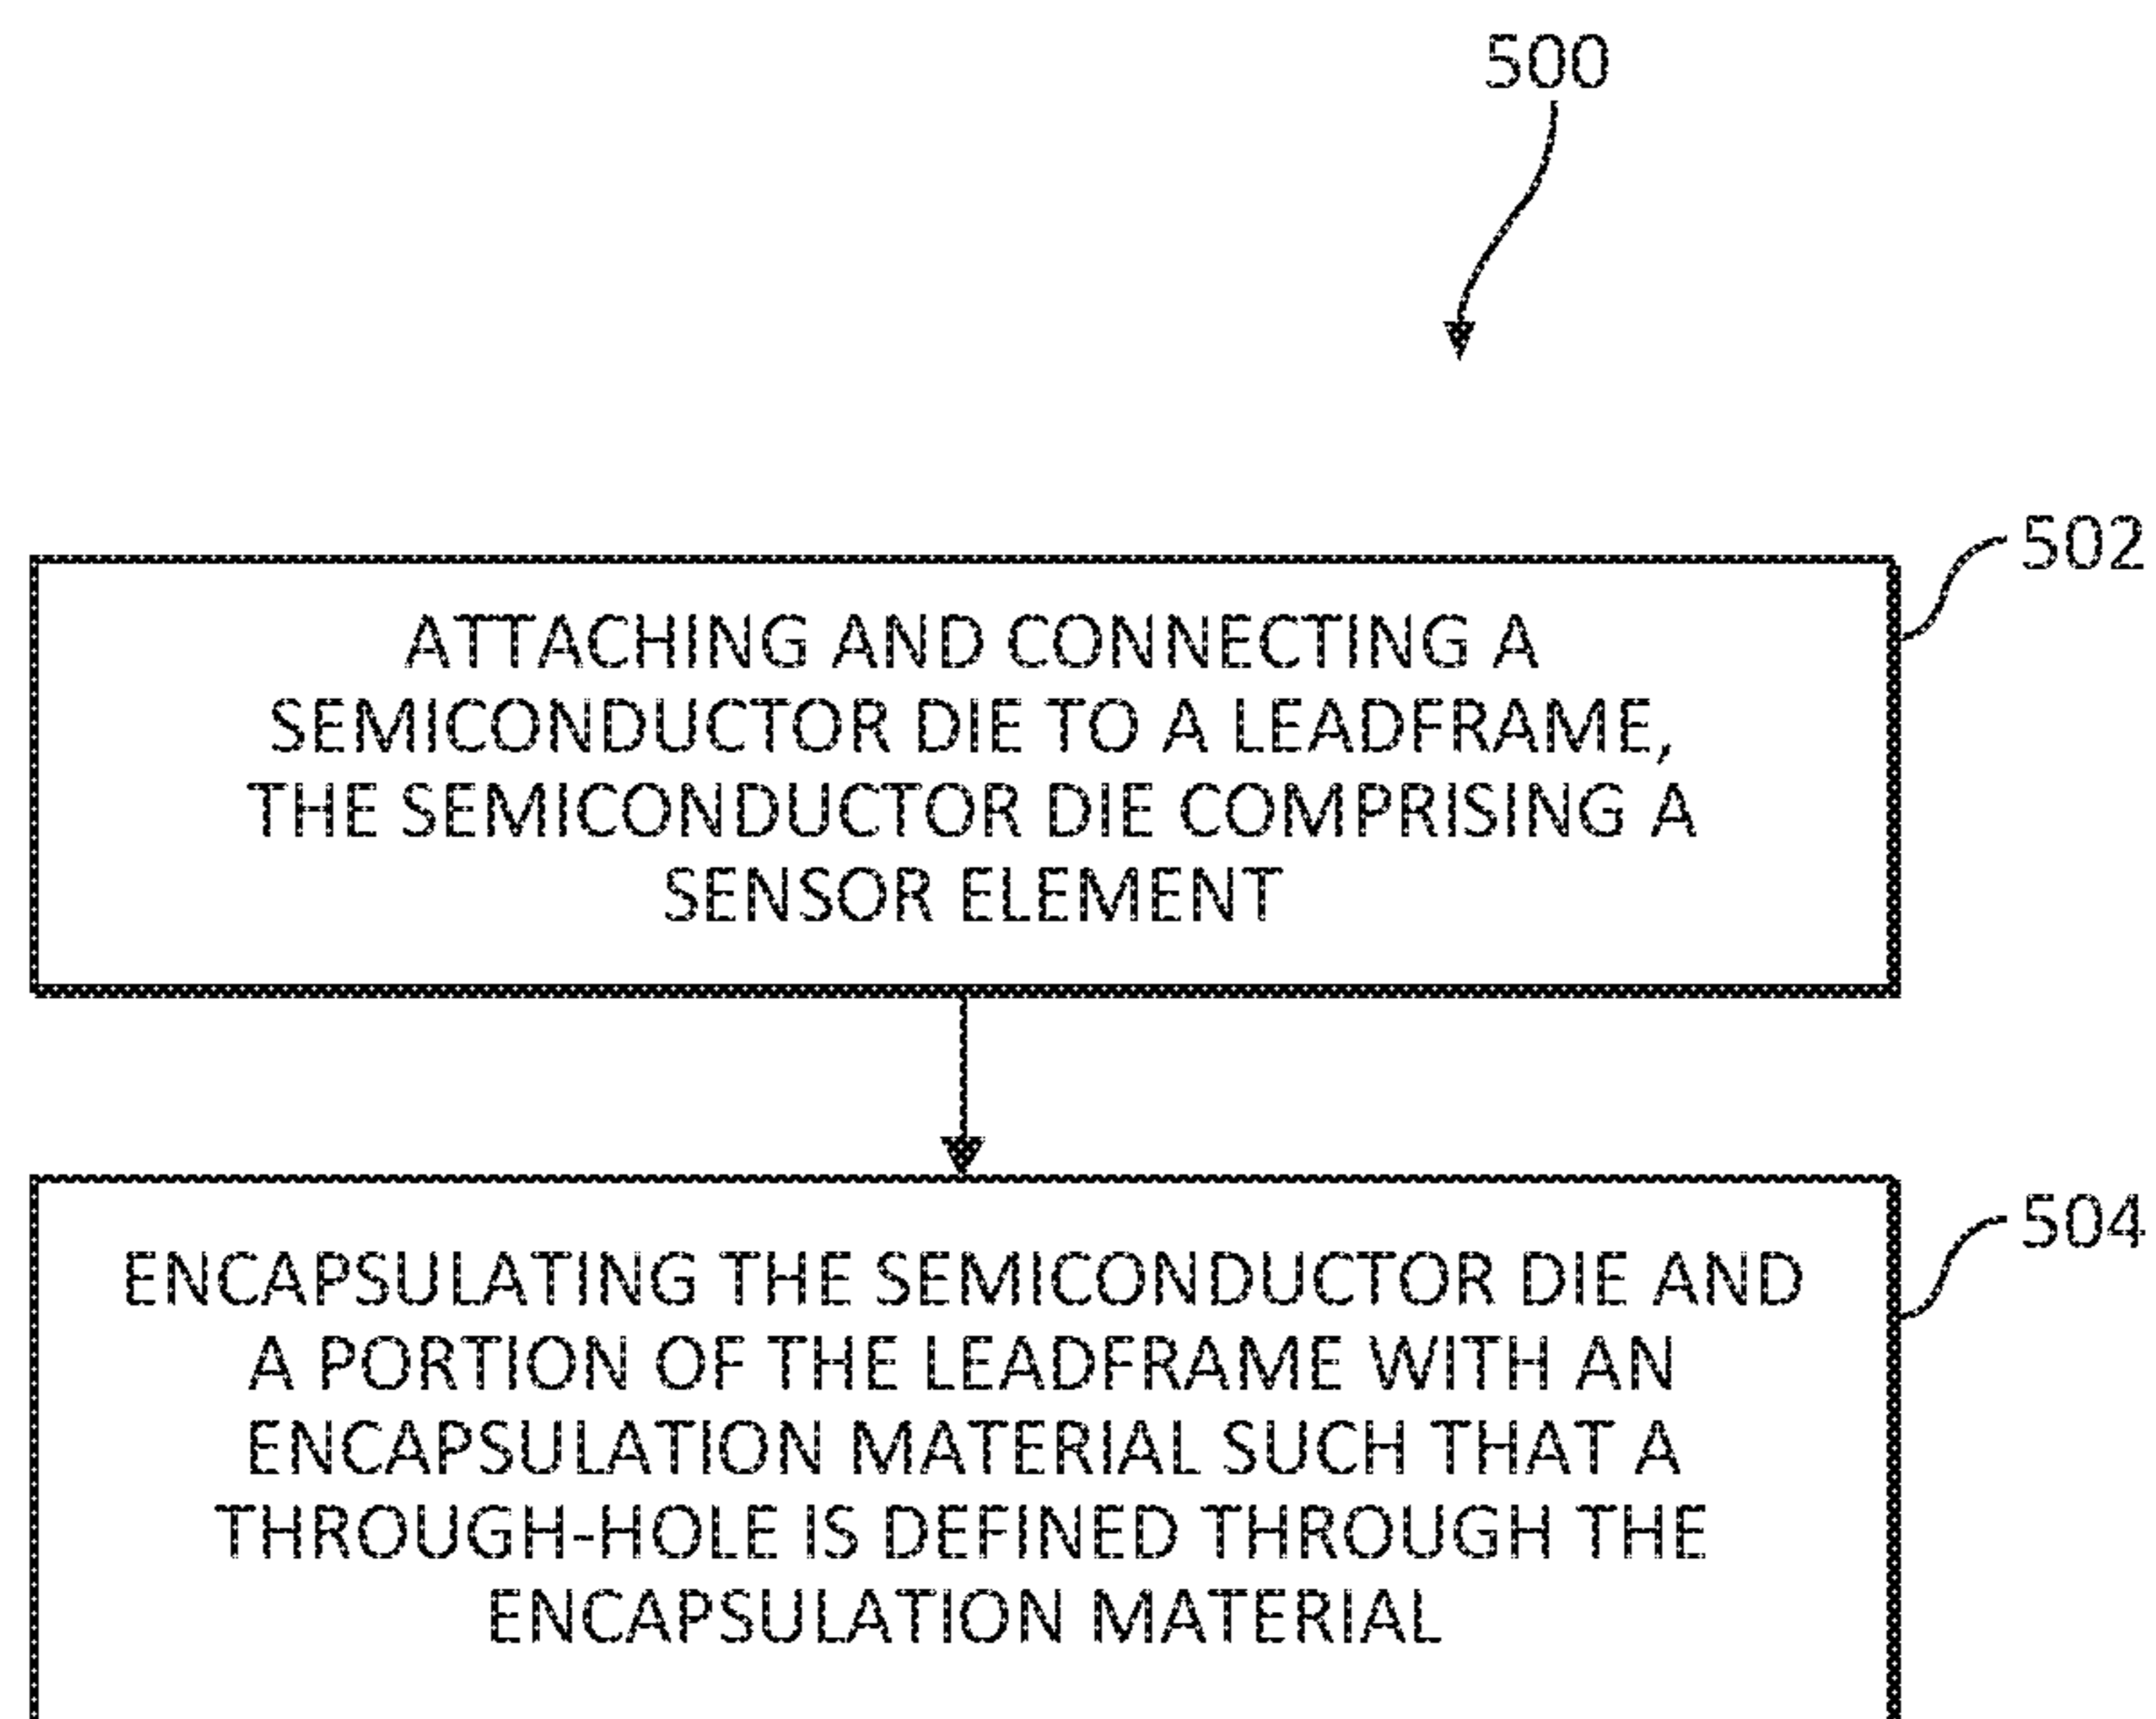 500
502
ATTACHING AND CONNECTING A
SEMICONDUCTOR DIE TO A LEADFRAME,
THE SEMICONDUCTOR DIE COMPRISING A
SENSOR ELEMENT
504
ENCAPSULATING THE SEMICONDUCTOR DIE AND
A PORTION OF THE LEADFRAME WITH AN
ENCAPSULATION MATERIAL SUCH THAT A
THROUGH-HOLE IS DEFINED THROUGH THE
ENCAPSULATION MATERIAL